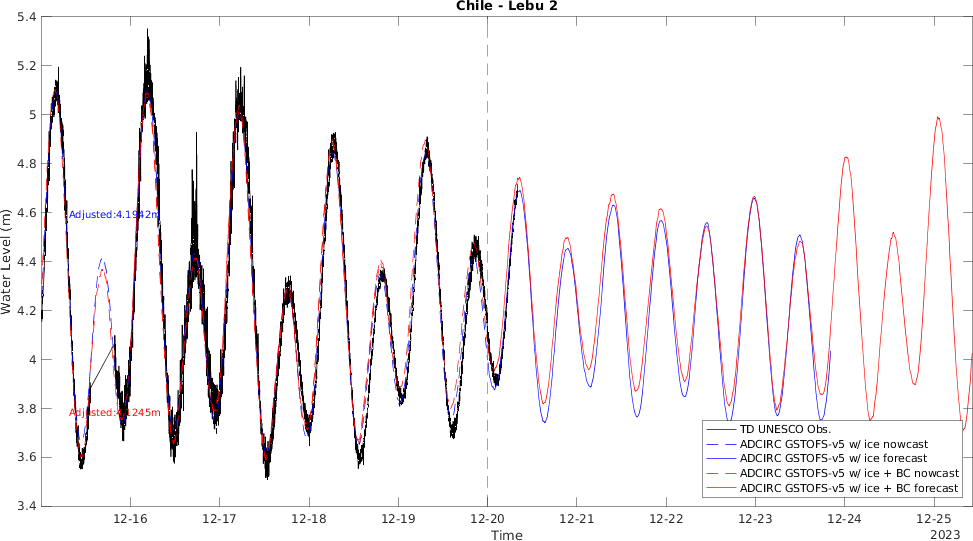 Chile - Lebu 2
5.4
5.2
5
4.8
4.6
4.4
4.2
4
3.8
3.6
3.4
Water Level (m)
Adjusted:4.1942m
Adjusted:4.1245m
TD UNESCO Obs.
ADCIRC GSTOFS-v5 w/ ice nowcast
ADCIRC GSTOFS-v5 w/ ice forecast
ADCIRC GSTOFS-v5 w/ ice + BC nowcast
ADCIRC GSTOFS-v5 w/ ice + BC forecast
12-16 12-17 12-18 12-19 12-20 12-21 12-22 12-23 12-24 12-25
Time
2023